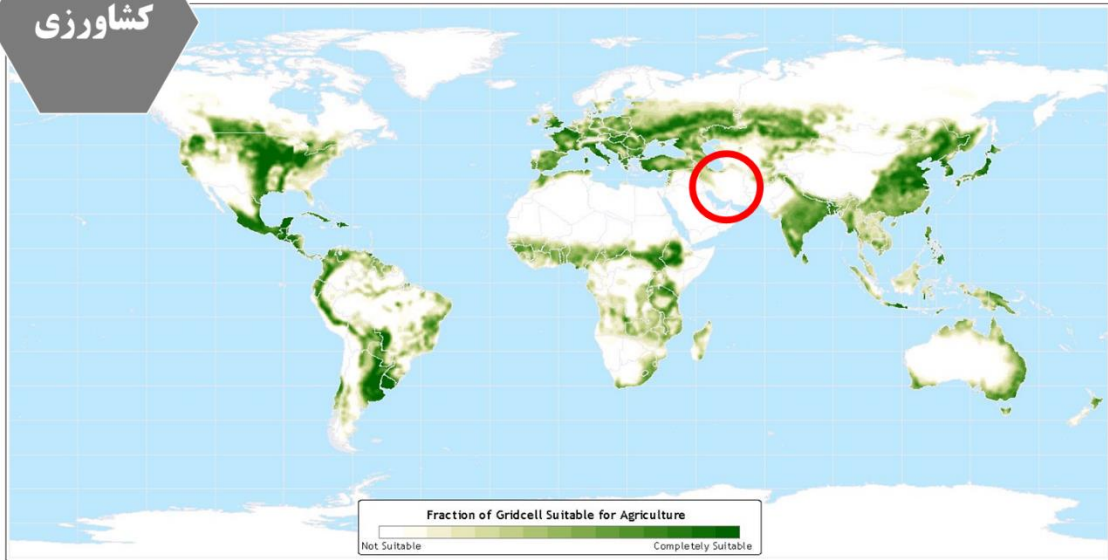 کشاورزی
Fraction of Gridcell Suitable for Agriculture
Not Suitable
Completely Suitable